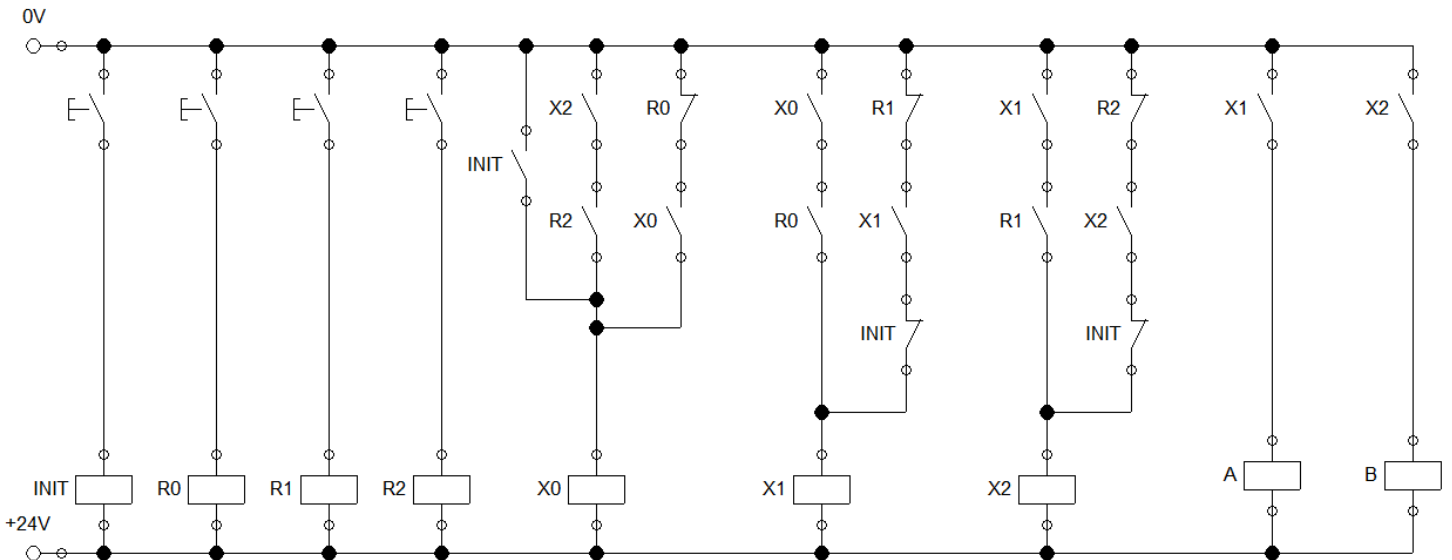 0V
X2 R0 X0 R1 X1 R2 X1 X2
INIT
R2 X0 R0 X1 R1 X2
INIT INIT
INIT R0 R1 R2 X0 X1 X2 A B
+24V